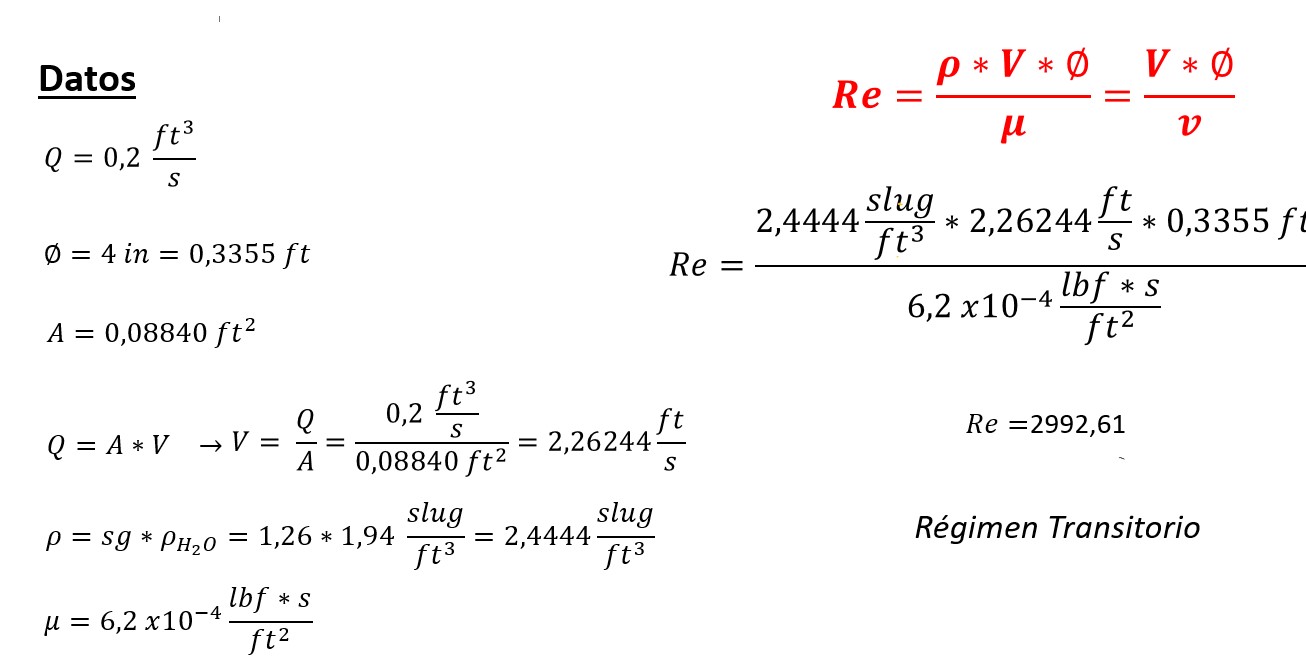 Datos
Q = 0,2 ft³/s
Ø = 4 in = 0,3355 ft
A = 0,08840 ft²
Q = A ∗ V → V = Q/A = (0,2 ft³/s)/(0,08840 ft²) = 2,26244 ft/s
ρ = sg ∗ ρ_H₂O = 1,26 ∗ 1,94 slug/ft³ = 2,4444 slug/ft³
μ = 6,2 x10⁻⁴ lbf ∗ s/ft²
Re = (ρ ∗ V ∗ Ø)/μ = (V ∗ Ø)/v
Re = (2,4444 slug/ft³ ∗ 2,26244 ft/s ∗ 0,3355 ft)/(6,2 x10⁻⁴ lbf ∗ s/ft²)
Re =2992,61
Régimen Transitorio